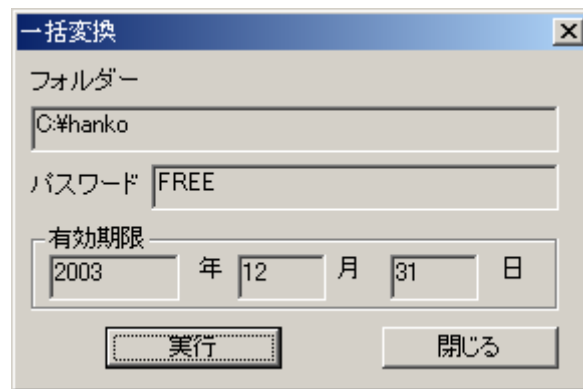 一括変換
フォルダー
C:¥hanko
パスワード FREE
有効期限
2003 年 12 月 31 日
実行 閉じる